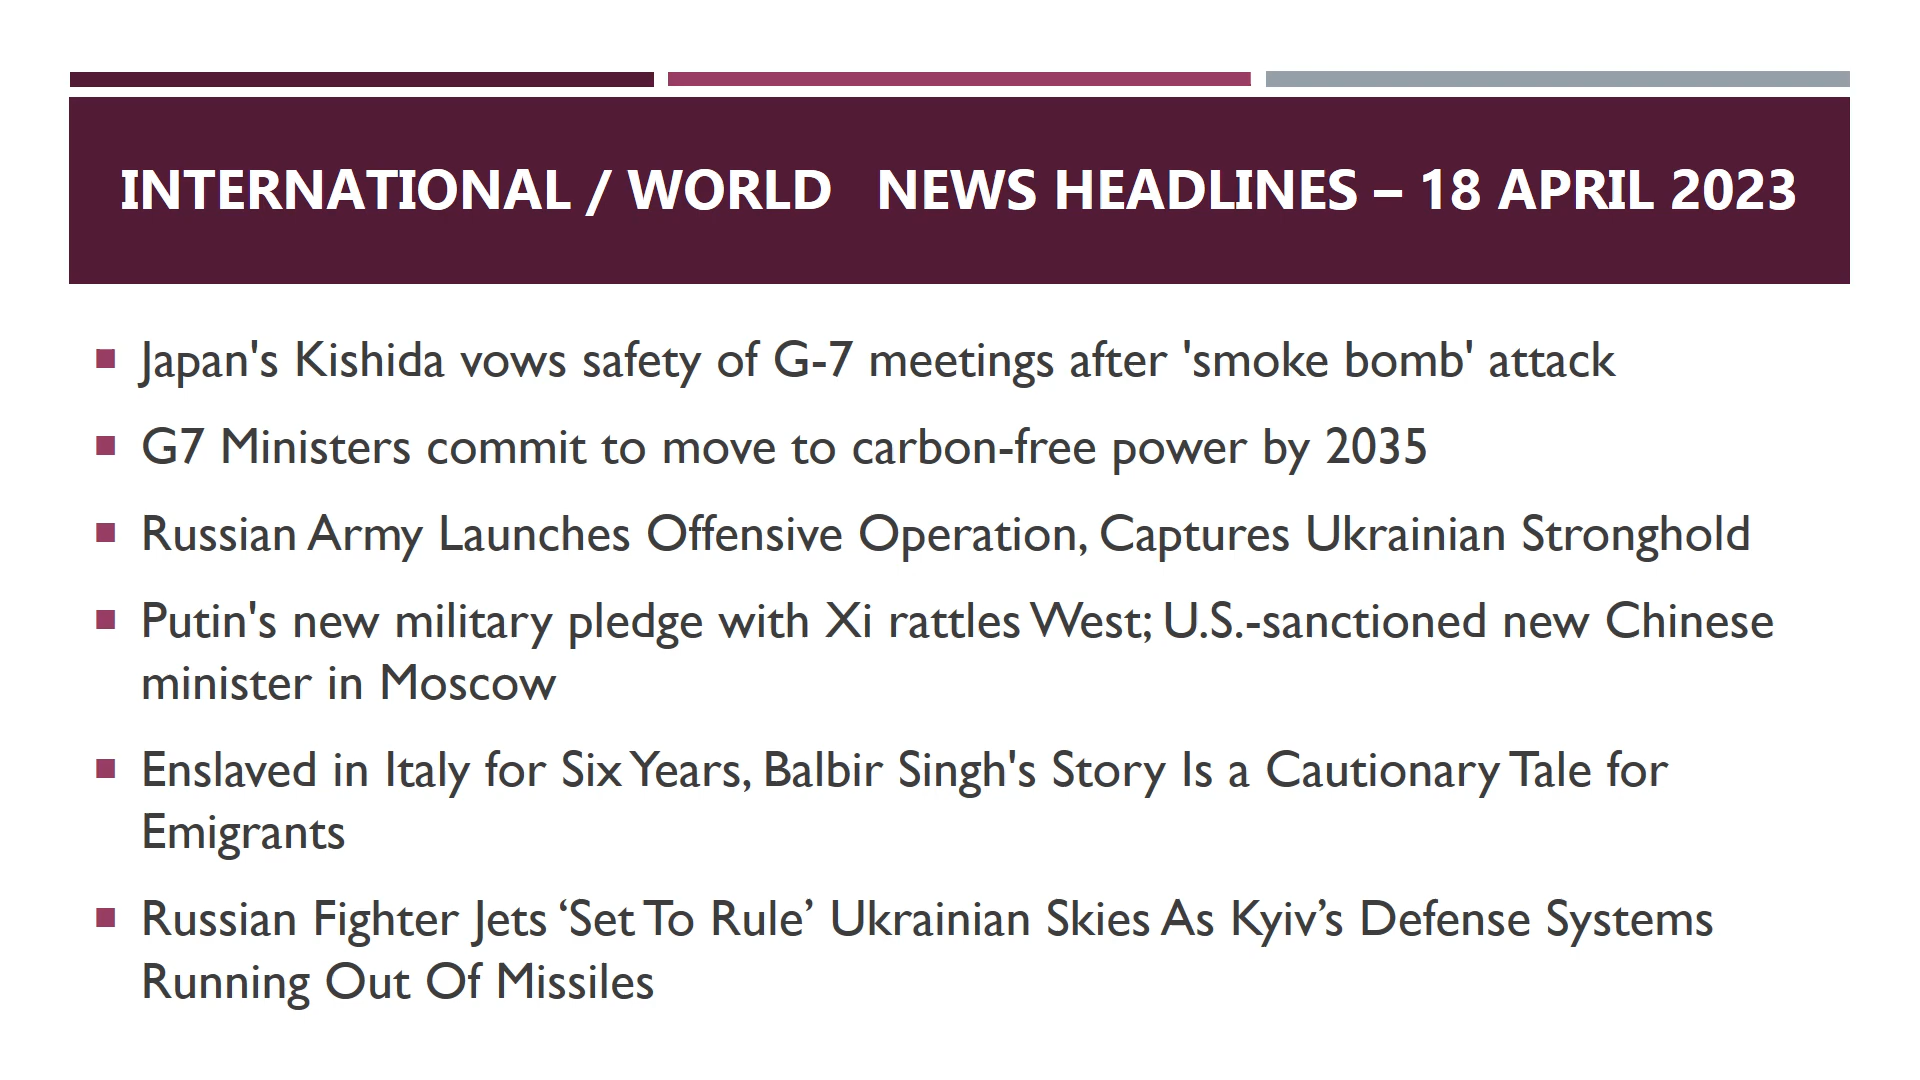 INTERNATIONAL / WORLD NEWS HEADLINES – 18 APRIL 2023
Japan's Kishida vows safety of G-7 meetings after 'smoke bomb' attack
G7 Ministers commit to move to carbon-free power by 2035
Russian Army Launches Offensive Operation, Captures Ukrainian Stronghold
Putin's new military pledge with Xi rattles West; U.S.-sanctioned new Chinese
minister in Moscow
Enslaved in Italy for Six Years, Balbir Singh's Story Is a Cautionary Tale for
Emigrants
Russian Fighter Jets ‘Set To Rule’ Ukrainian Skies As Kyiv’s Defense Systems
Running Out Of Missiles